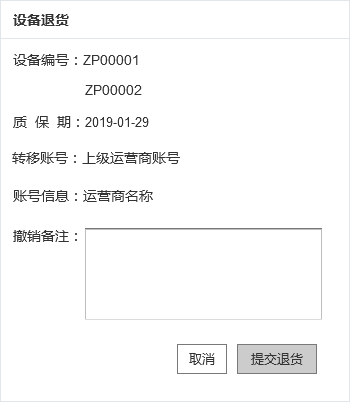 设备退货
设备编号：ZP00001
ZP00002
质 保 期：2019-01-29
转移账号：上级运营商账号
账号信息：运营商名称
撤销备注：
取消 提交退货